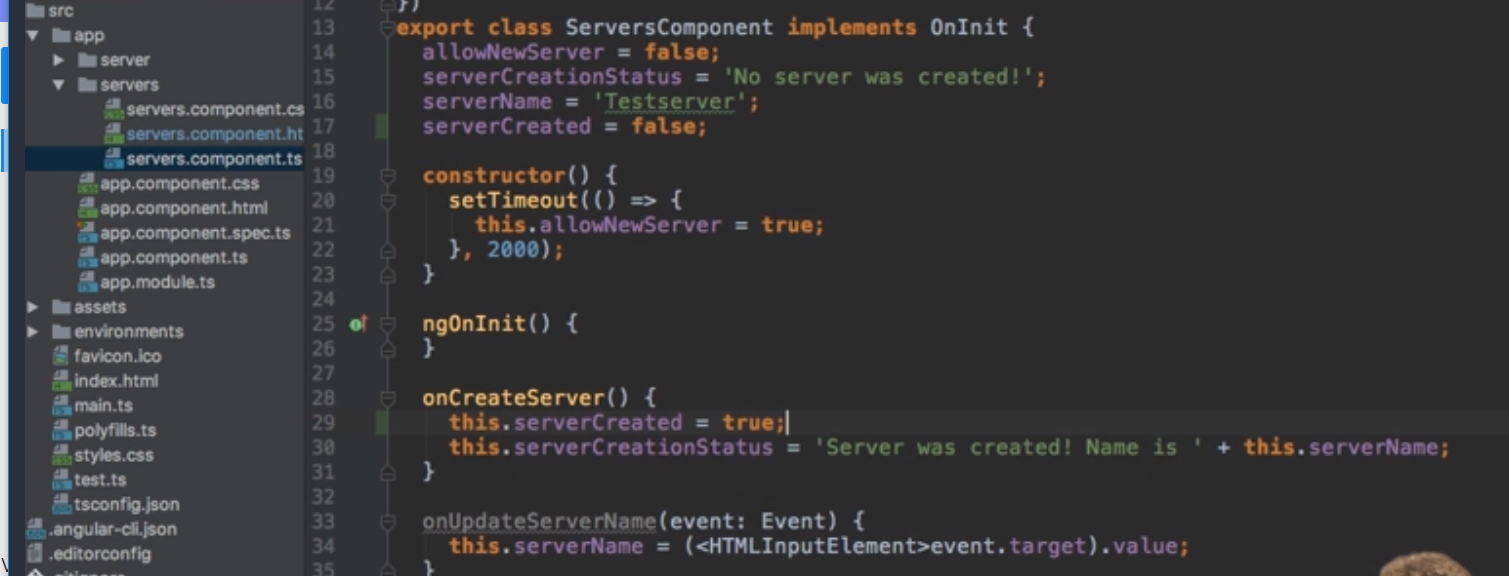 src
app
server
servers
servers.component.cs
servers.component.ht
servers.component.ts
app.component.css
app.component.html
app.component.spec.ts
app.component.ts
app.module.ts
assets
environments
favicon.ico
index.html
main.ts
polyfills.ts
styles.css
test.ts
tsconfig.json
.angular-cli.json
.editorconfig
.gitignore
12 })
13 export class ServersComponent implements OnInit {
14 allowNewServer = false;
15 serverCreationStatus = 'No server was created!';
16 serverName = 'Testserver';
17 serverCreated = false;
18
19 constructor() {
20 setTimeout(() => {
21 this.allowNewServer = true;
22 }, 2000);
23 }
24
25 ngOnInit() {
26 }
27
28 onCreateServer() {
29 this.serverCreated = true;
30 this.serverCreationStatus = 'Server was created! Name is ' + this.serverName;
31 }
32
33 onUpdateServerName(event: Event) {
34 this.serverName = (<HTMLInputElement>event.target).value;
35 }